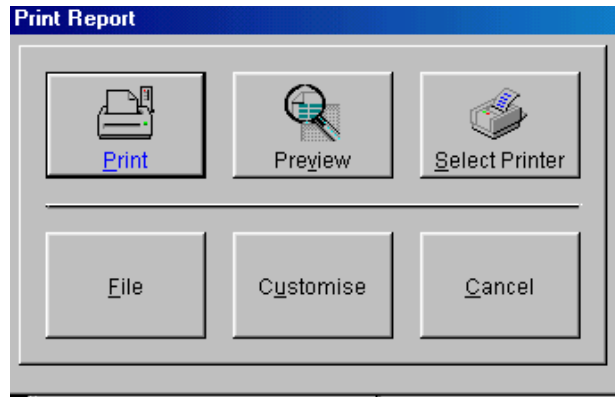 Print Report
Print
Preview
Select Printer
File
Customise
Cancel